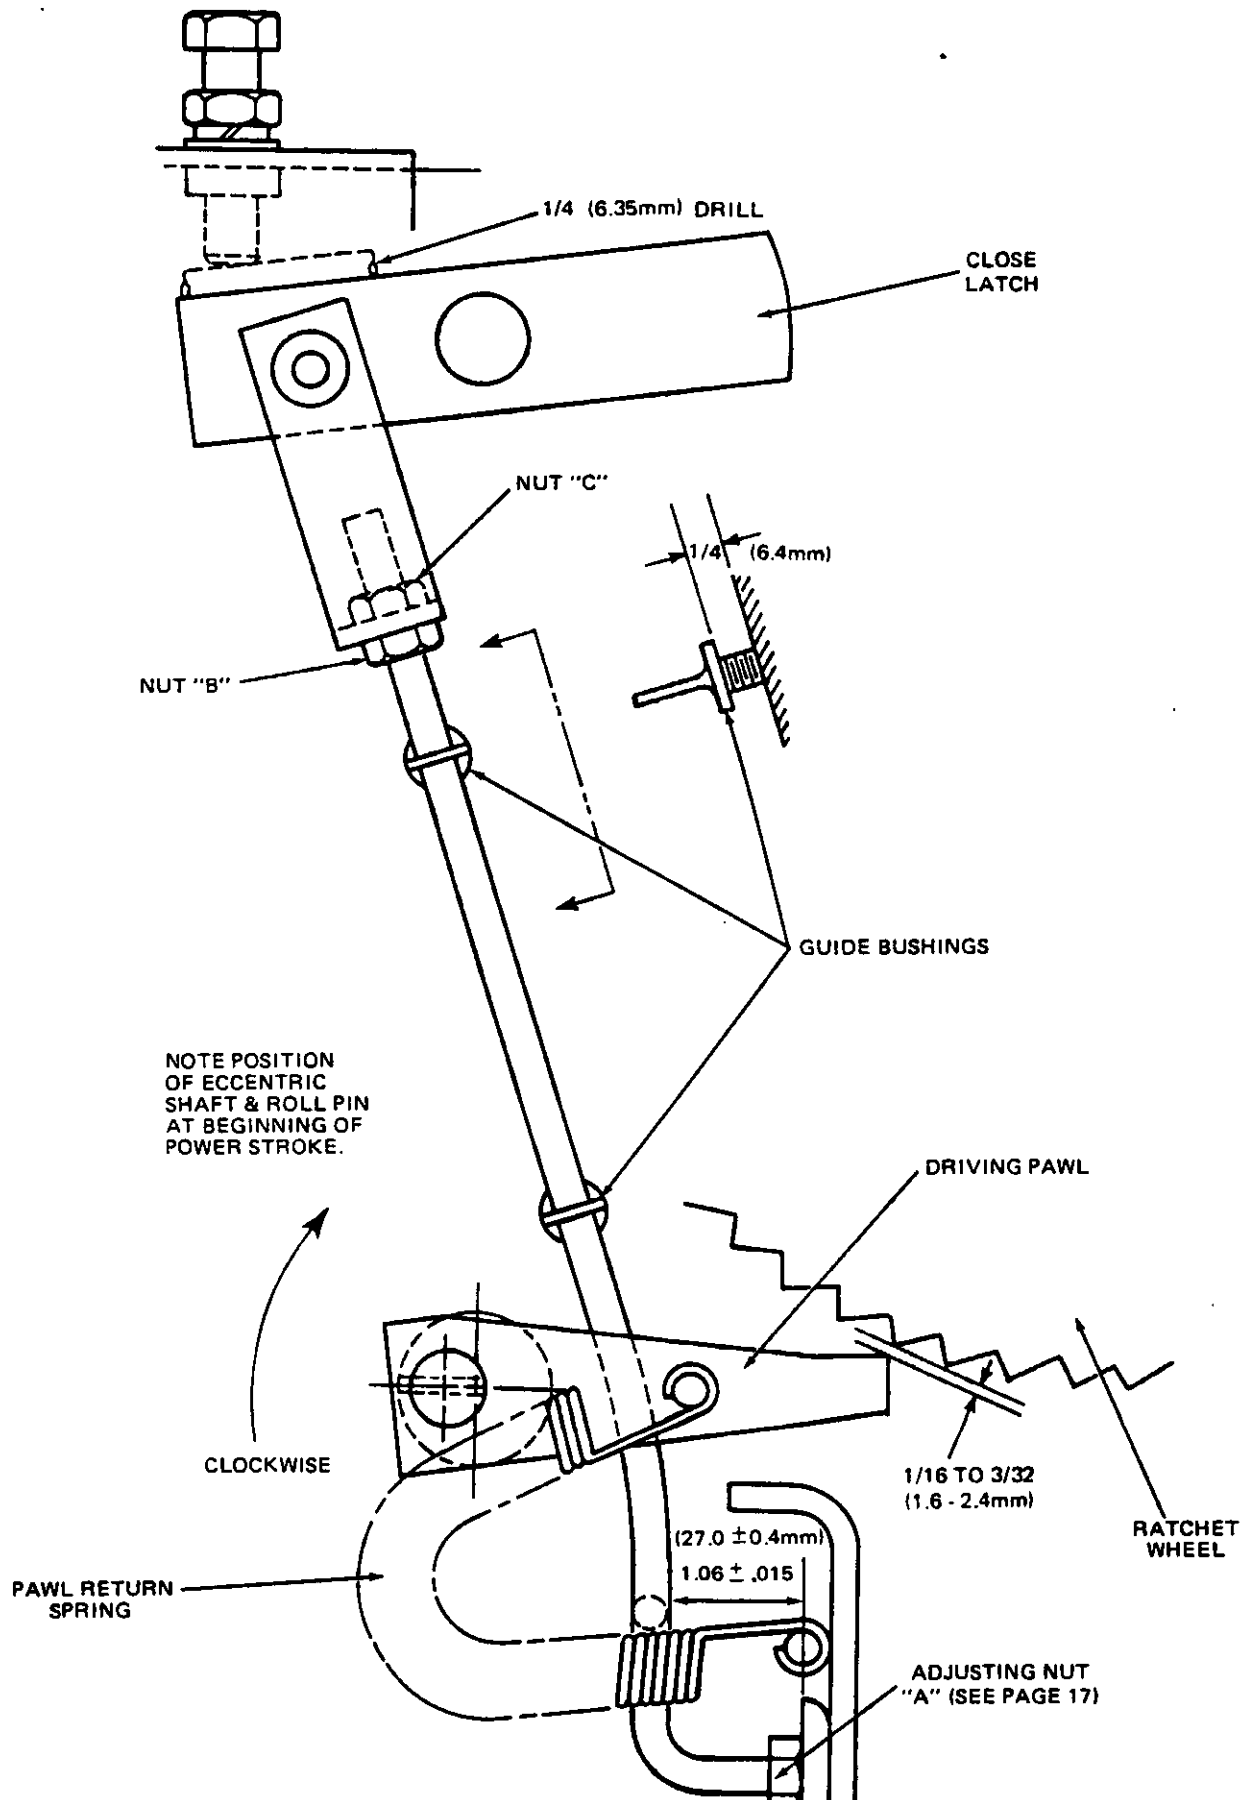 1/4 (6.35mm) DRILL
CLOSE
LATCH
NUT "C"
1/4 (6.4mm)
NUT "B"
GUIDE BUSHINGS
NOTE POSITION
OF ECCENTRIC
SHAFT & ROLL PIN
AT BEGINNING OF
POWER STROKE.
DRIVING PAWL
CLOCKWISE
1/16 TO 3/32
(1.6 - 2.4mm)
RATCHET
WHEEL
(27.0 ±0.4mm)
1.06 ± .015
PAWL RETURN
SPRING
ADJUSTING NUT
"A" (SEE PAGE 17)